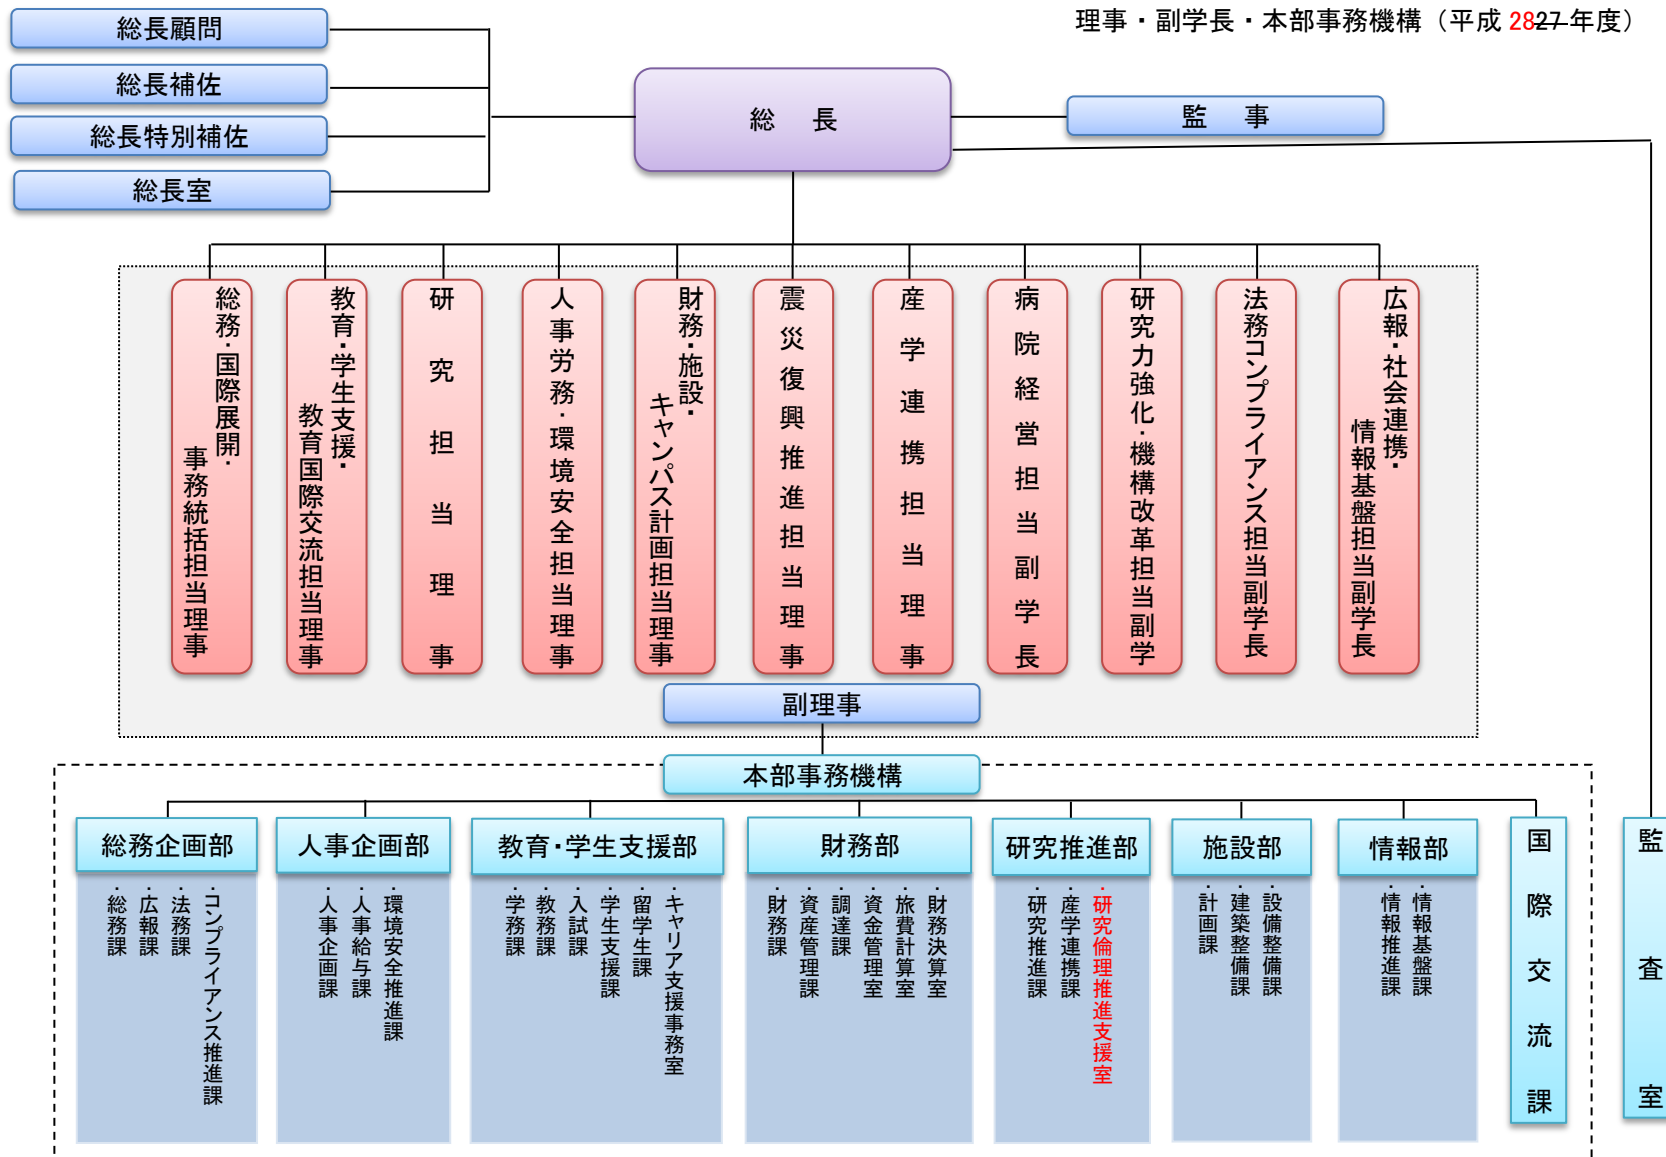 理事・副学長・本部事務機構（平成 2827 年度）
総長顧問
総長補佐
総長特別補佐
総長室
総　長
監　事
総務・国際展開・
事務統括担当理事
教育・学生支援・
教育国際交流担当理事
研究担当理事
人事労務・環境安全担当理事
財務・施設・
キャンパス計画担当理事
震災復興推進担当理事
産学連携担当理事
病院経営担当副学長
研究力強化・機構改革担当副学
法務コンプライアンス担当副学長
広報・社会連携・
情報基盤担当副学長
副理事
本部事務機構
総務企画部
・総務課
・広報課
・法務課
・コンプライアンス推進課
人事企画部
・人事企画課
・人事給与課
・環境安全推進課
教育・学生支援部
・学務課
・教務課
・入試課
・学生支援課
・留学生課
・キャリア支援事務室
財務部
・財務課
・資産管理課
・調達課
・資金管理室
・旅費計算室
・財務決算室
研究推進部
・研究推進課
・産学連携課
・研究倫理推進支援室
施設部
・計画課
・建築整備課
・設備整備課
情報部
・情報推進課
・情報基盤課
国際交流課
監査室